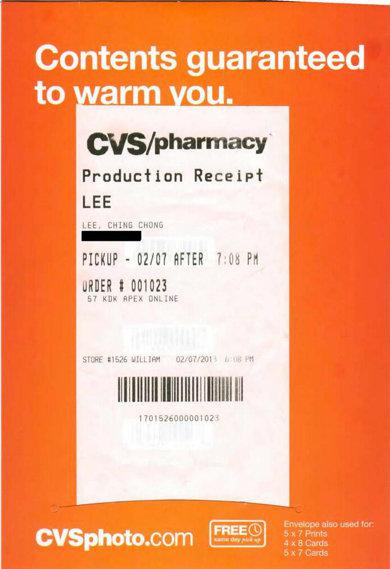 Contents guaranteed
to warm you.
CVS/pharmacy
Production Receipt
LEE
LEE, CHING CHONG
PICKUP - 02/07 AFTER 7:08 PM
ORDER # 001023
57 KDK APEX ONLINE
STORE #1526 WILLIAM 02/07/2013 6:08 PM
1701526000001023
CVSphoto.com
FREE
same day pick up
Envelope also used for:
5 x 7 Prints
4 x 8 Cards
5 x 7 Cards